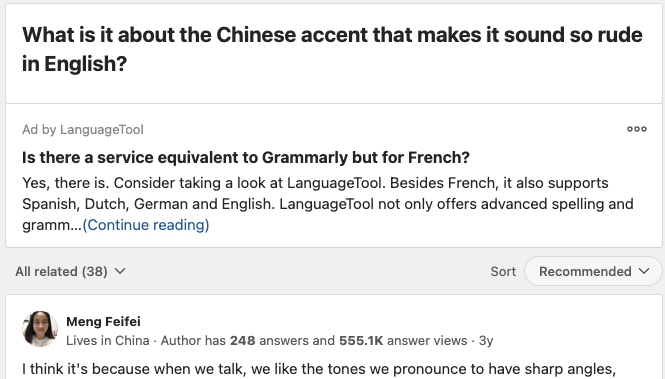 What is it about the Chinese accent that makes it sound so rude
in English?
Ad by LanguageTool
Is there a service equivalent to Grammarly but for French?
Yes, there is. Consider taking a look at LanguageTool. Besides French, it also supports
Spanish, Dutch, German and English. LanguageTool not only offers advanced spelling and
gramm...(Continue reading)
All related (38) Sort Recommended
Meng Feifei
Lives in China · Author has 248 answers and 555.1K answer views · 3y
I think it's because when we talk, we like the tones we pronounce to have sharp angles,